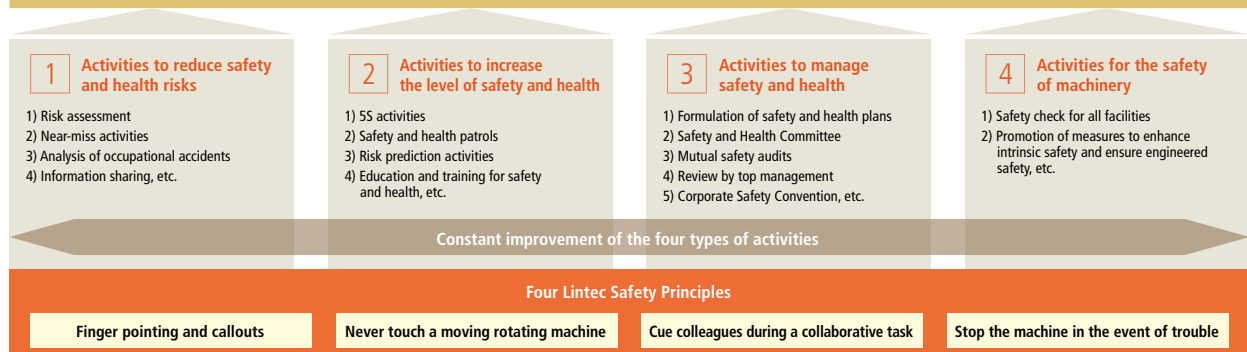 1
Activities to reduce safety
and health risks
1) Risk assessment
2) Near-miss activities
3) Analysis of occupational accidents
4) Information sharing, etc.
2
Activities to increase
the level of safety and health
1) 5S activities
2) Safety and health patrols
3) Risk prediction activities
4) Education and training for safety
and health, etc.
3
Activities to manage
safety and health
1) Formulation of safety and health plans
2) Safety and Health Committee
3) Mutual safety audits
4) Review by top management
5) Corporate Safety Convention, etc.
4
Activities for the safety
of machinery
1) Safety check for all facilities
2) Promotion of measures to enhance
intrinsic safety and ensure engineered
safety, etc.
Constant improvement of the four types of activities
Four Lintec Safety Principles
Finger pointing and callouts
Never touch a moving rotating machine
Cue colleagues during a collaborative task
Stop the machine in the event of trouble